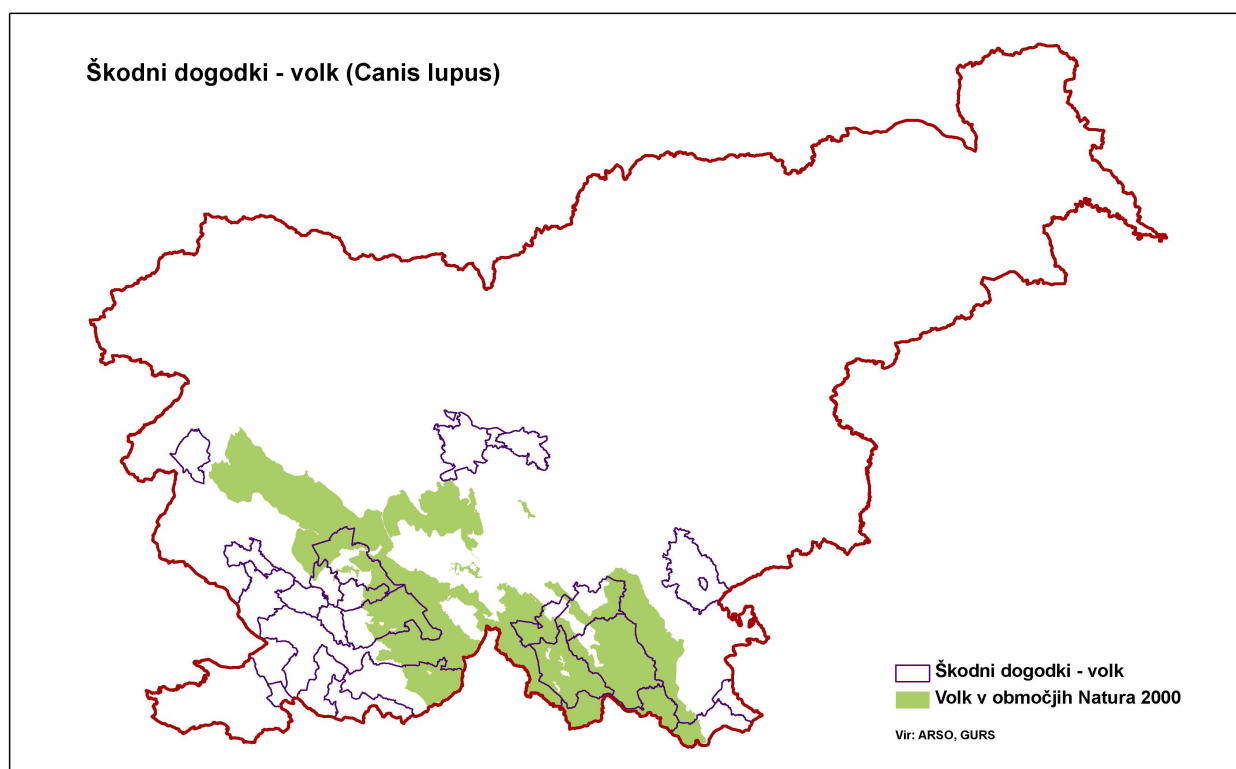 Škodni dogodki - volk (Canis lupus)
Škodni dogodki - volk
Volk v območjih Natura 2000
Vir: ARSO, GURS